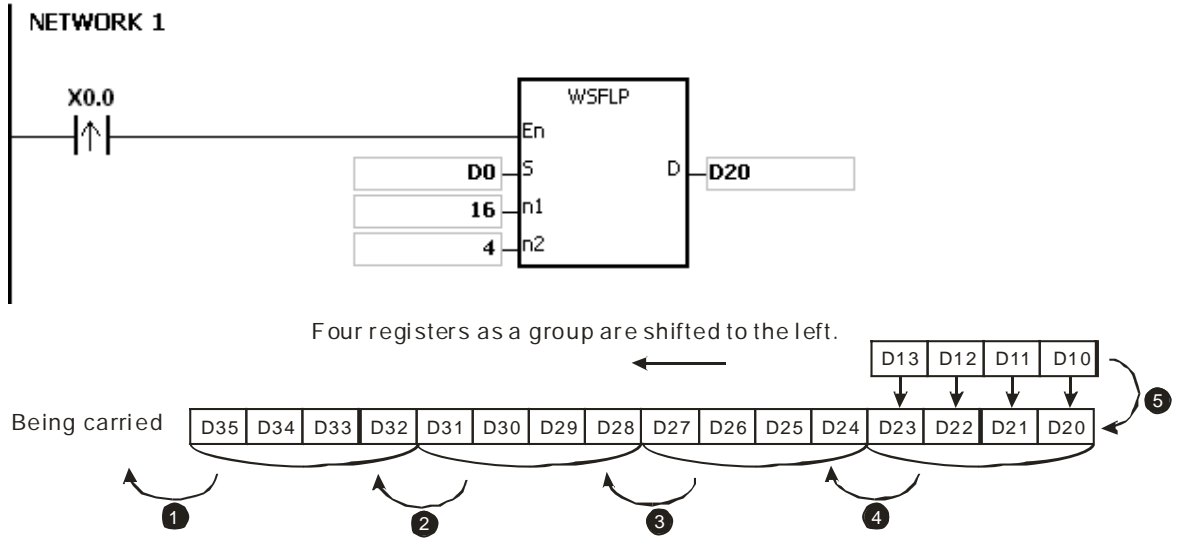 NETWORK 1
X0.0
WSFLP
En
D0 S D D20
16 n1
4 n2
Four registers as a group are shifted to the left.
D13 D12 D11 D10
5
Being carried D35 D34 D33 D32 D31 D30 D29 D28 D27 D26 D25 D24 D23 D22 D21 D20
1 2 3 4